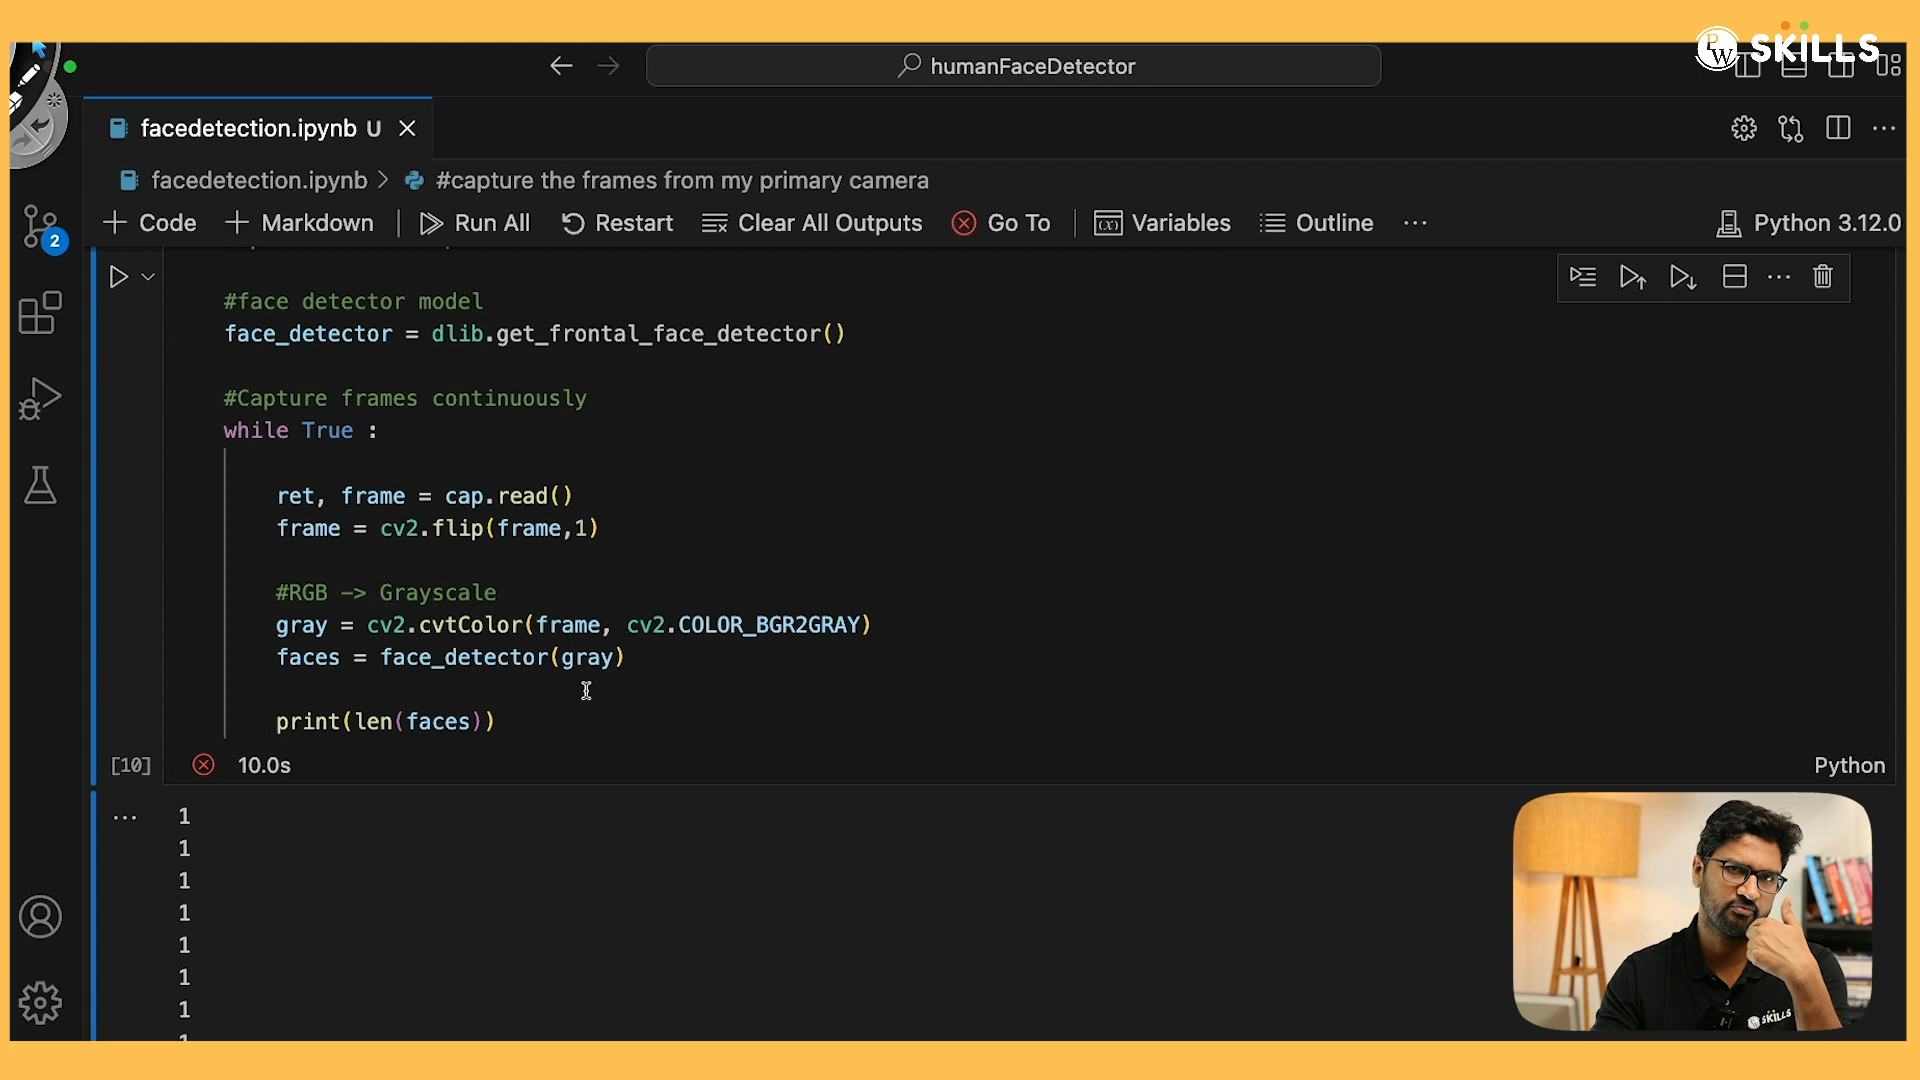 PW SKILLS
humanFaceDetector
facedetection.ipynb U
facedetection.ipynb > #capture the frames from my primary camera
+ Code + Markdown Run All Restart Clear All Outputs Go To Variables Outline ... Python 3.12.0
2
#face detector model
face_detector = dlib.get_frontal_face_detector()
#Capture frames continuously
while True :
ret, frame = cap.read()
frame = cv2.flip(frame,1)
#RGB -> Grayscale
gray = cv2.cvtColor(frame, cv2.COLOR_BGR2GRAY)
faces = face_detector(gray)
print(len(faces))
[10] 10.0s Python
... 1
1
1
1
1
1
1
SKILLS